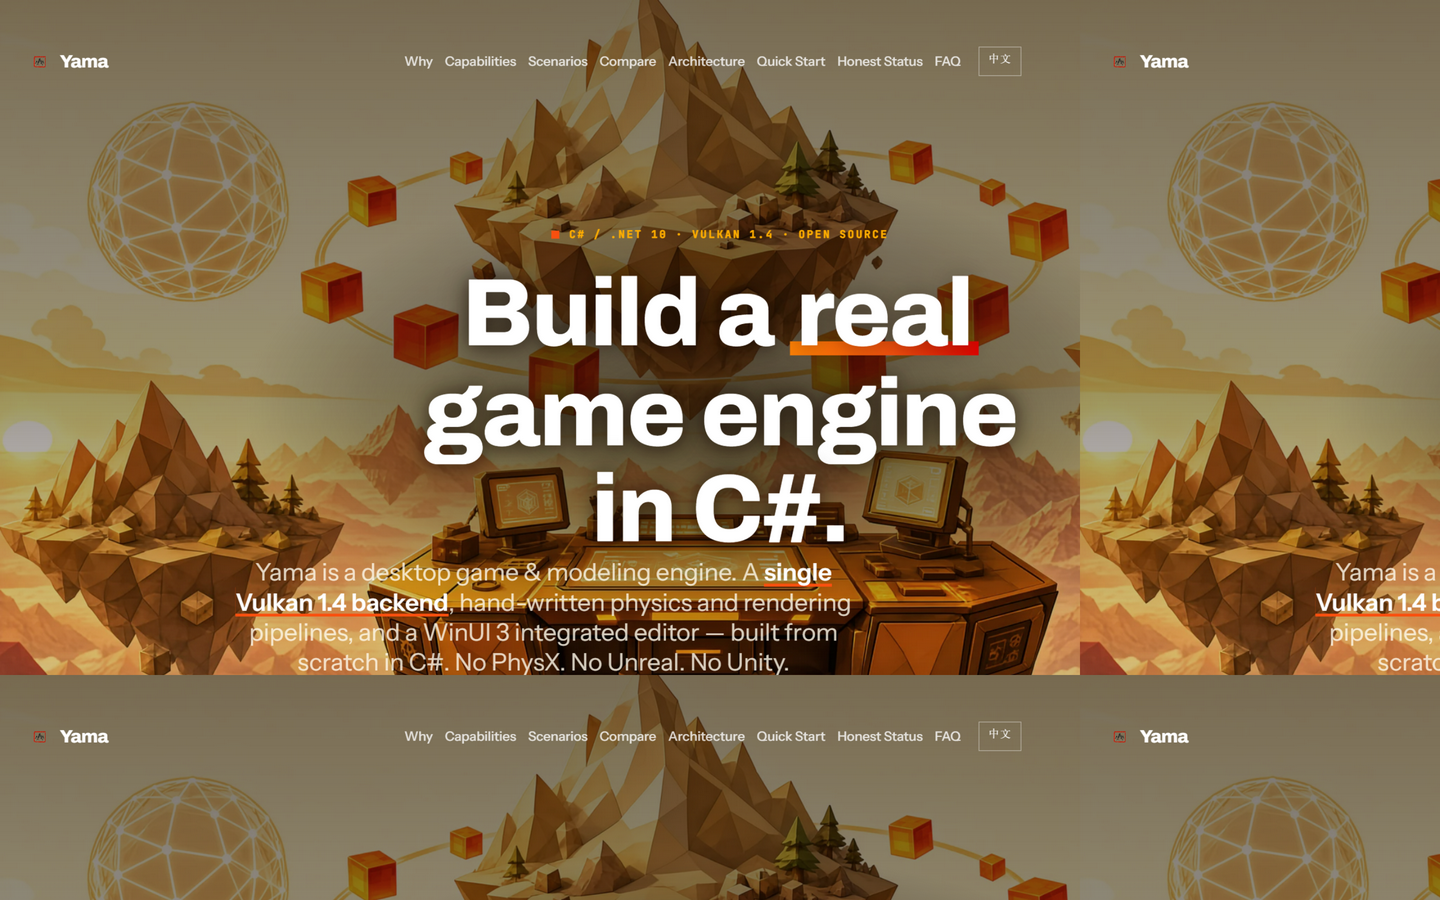 Yama
Why Capabilities Scenarios Compare Architecture Quick Start Honest Status FAQ 中文
Yama
C# / .NET 10 · VULKAN 1.4 · OPEN SOURCE
Build a real
game engine
in C#.
Yama is a desktop game & modeling engine. A single
Vulkan 1.4 backend, hand-written physics and rendering
pipelines, and a WinUI 3 integrated editor — built from
scratch in C#. No PhysX. No Unreal. No Unity.
Yama is a
Vulkan 1.4 b
pipelines,
scratc
Yama
Why Capabilities Scenarios Compare Architecture Quick Start Honest Status FAQ 中文
Yama